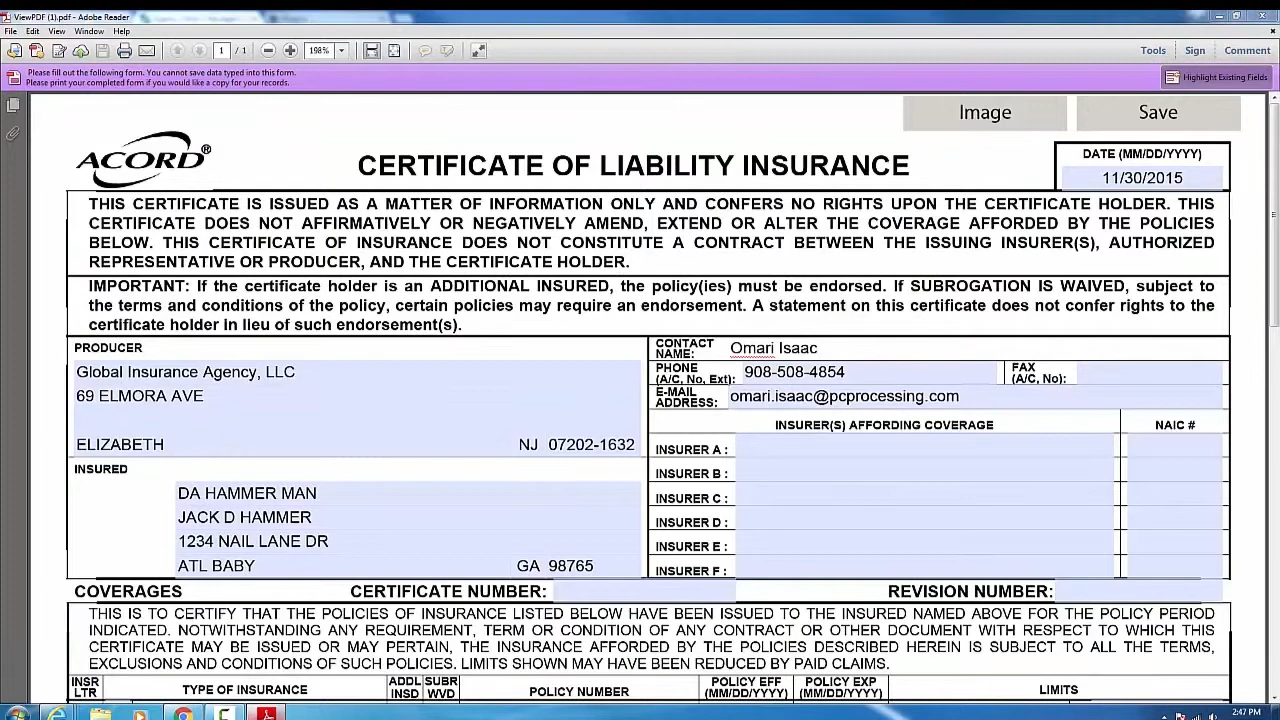 ViewPDF (1).pdf - Adobe Reader
File Edit View Window Help
1 / 1 198% Tools Sign Comment
Please fill out the following form. You cannot save data typed into this form.
Please print your completed form if you would like a copy for your records.
Highlight Existing Fields
Image Save
ACORD®
CERTIFICATE OF LIABILITY INSURANCE
DATE (MM/DD/YYYY)
11/30/2015
THIS CERTIFICATE IS ISSUED AS A MATTER OF INFORMATION ONLY AND CONFERS NO RIGHTS UPON THE CERTIFICATE HOLDER. THIS
CERTIFICATE DOES NOT AFFIRMATIVELY OR NEGATIVELY AMEND, EXTEND OR ALTER THE COVERAGE AFFORDED BY THE POLICIES
BELOW. THIS CERTIFICATE OF INSURANCE DOES NOT CONSTITUTE A CONTRACT BETWEEN THE ISSUING INSURER(S), AUTHORIZED
REPRESENTATIVE OR PRODUCER, AND THE CERTIFICATE HOLDER.
IMPORTANT: If the certificate holder is an ADDITIONAL INSURED, the policy(ies) must be endorsed. If SUBROGATION IS WAIVED, subject to
the terms and conditions of the policy, certain policies may require an endorsement. A statement on this certificate does not confer rights to the
certificate holder in lieu of such endorsement(s).
PRODUCER
Global Insurance Agency, LLC
69 ELMORA AVE
ELIZABETH NJ 07202-1632
CONTACT
NAME: Omari Isaac
PHONE
(A/C, No, Ext): 908-508-4854
FAX
(A/C, No):
E-MAIL
ADDRESS: omari.isaac@pcprocessing.com
INSURER(S) AFFORDING COVERAGE NAIC #
INSURER A :
INSURER B :
INSURER C :
INSURER D :
INSURER E :
INSURER F :
INSURED
DA HAMMER MAN
JACK D HAMMER
1234 NAIL LANE DR
ATL BABY GA 98765
COVERAGES CERTIFICATE NUMBER: REVISION NUMBER:
THIS IS TO CERTIFY THAT THE POLICIES OF INSURANCE LISTED BELOW HAVE BEEN ISSUED TO THE INSURED NAMED ABOVE FOR THE POLICY PERIOD
INDICATED. NOTWITHSTANDING ANY REQUIREMENT, TERM OR CONDITION OF ANY CONTRACT OR OTHER DOCUMENT WITH RESPECT TO WHICH THIS
CERTIFICATE MAY BE ISSUED OR MAY PERTAIN, THE INSURANCE AFFORDED BY THE POLICIES DESCRIBED HEREIN IS SUBJECT TO ALL THE TERMS,
EXCLUSIONS AND CONDITIONS OF SUCH POLICIES. LIMITS SHOWN MAY HAVE BEEN REDUCED BY PAID CLAIMS.
INSR
LTR
TYPE OF INSURANCE
ADDL
INSD
SUBR
WVD
POLICY NUMBER
POLICY EFF
(MM/DD/YYYY)
POLICY EXP
(MM/DD/YYYY)
LIMITS
2:47 PM